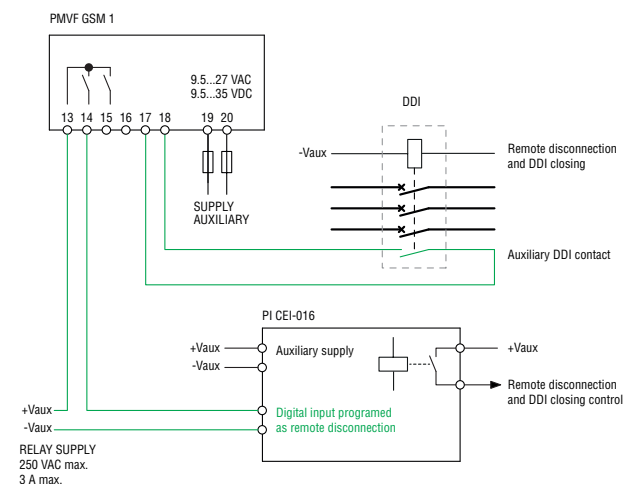 PMVF GSM 1
9.5...27 VAC
9.5...35 VDC
13 14 15 16 17 18 19 20
SUPPLY
AUXILIARY
DDI
-Vaux
Remote disconnection
and DDI closing
Auxiliary DDI contact
PI CEI-016
+Vaux
Auxiliary supply
-Vaux
+Vaux
Remote disconnection
and DDI closing control
Digital input programed
as remote disconnection
+Vaux
-Vaux
RELAY SUPPLY
250 VAC max.
3 A max.